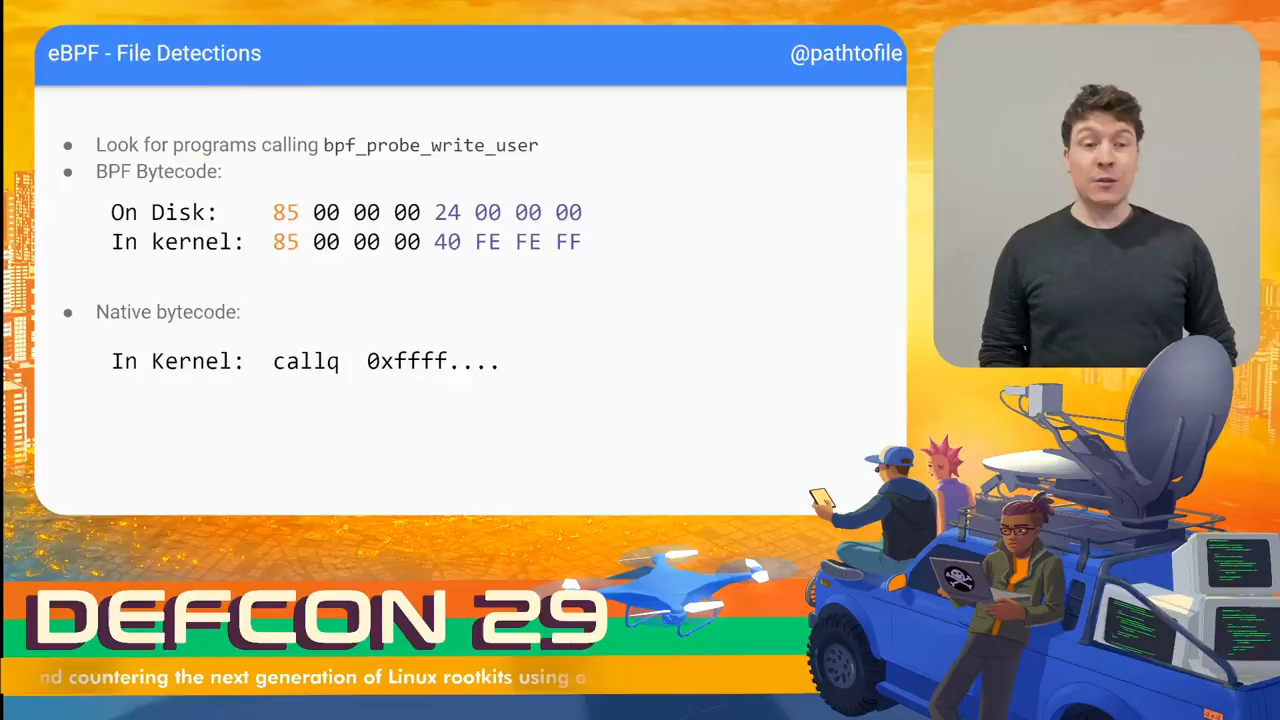 eBPF - File Detections
@pathtofile
Look for programs calling bpf_probe_write_user
BPF Bytecode:
On Disk: 85 00 00 00 24 00 00 00
In kernel: 85 00 00 00 40 FE FE FF
Native bytecode:
In Kernel: callq 0xffff....
DEFCON 29
nd countering the next generation of Linux rootkits using